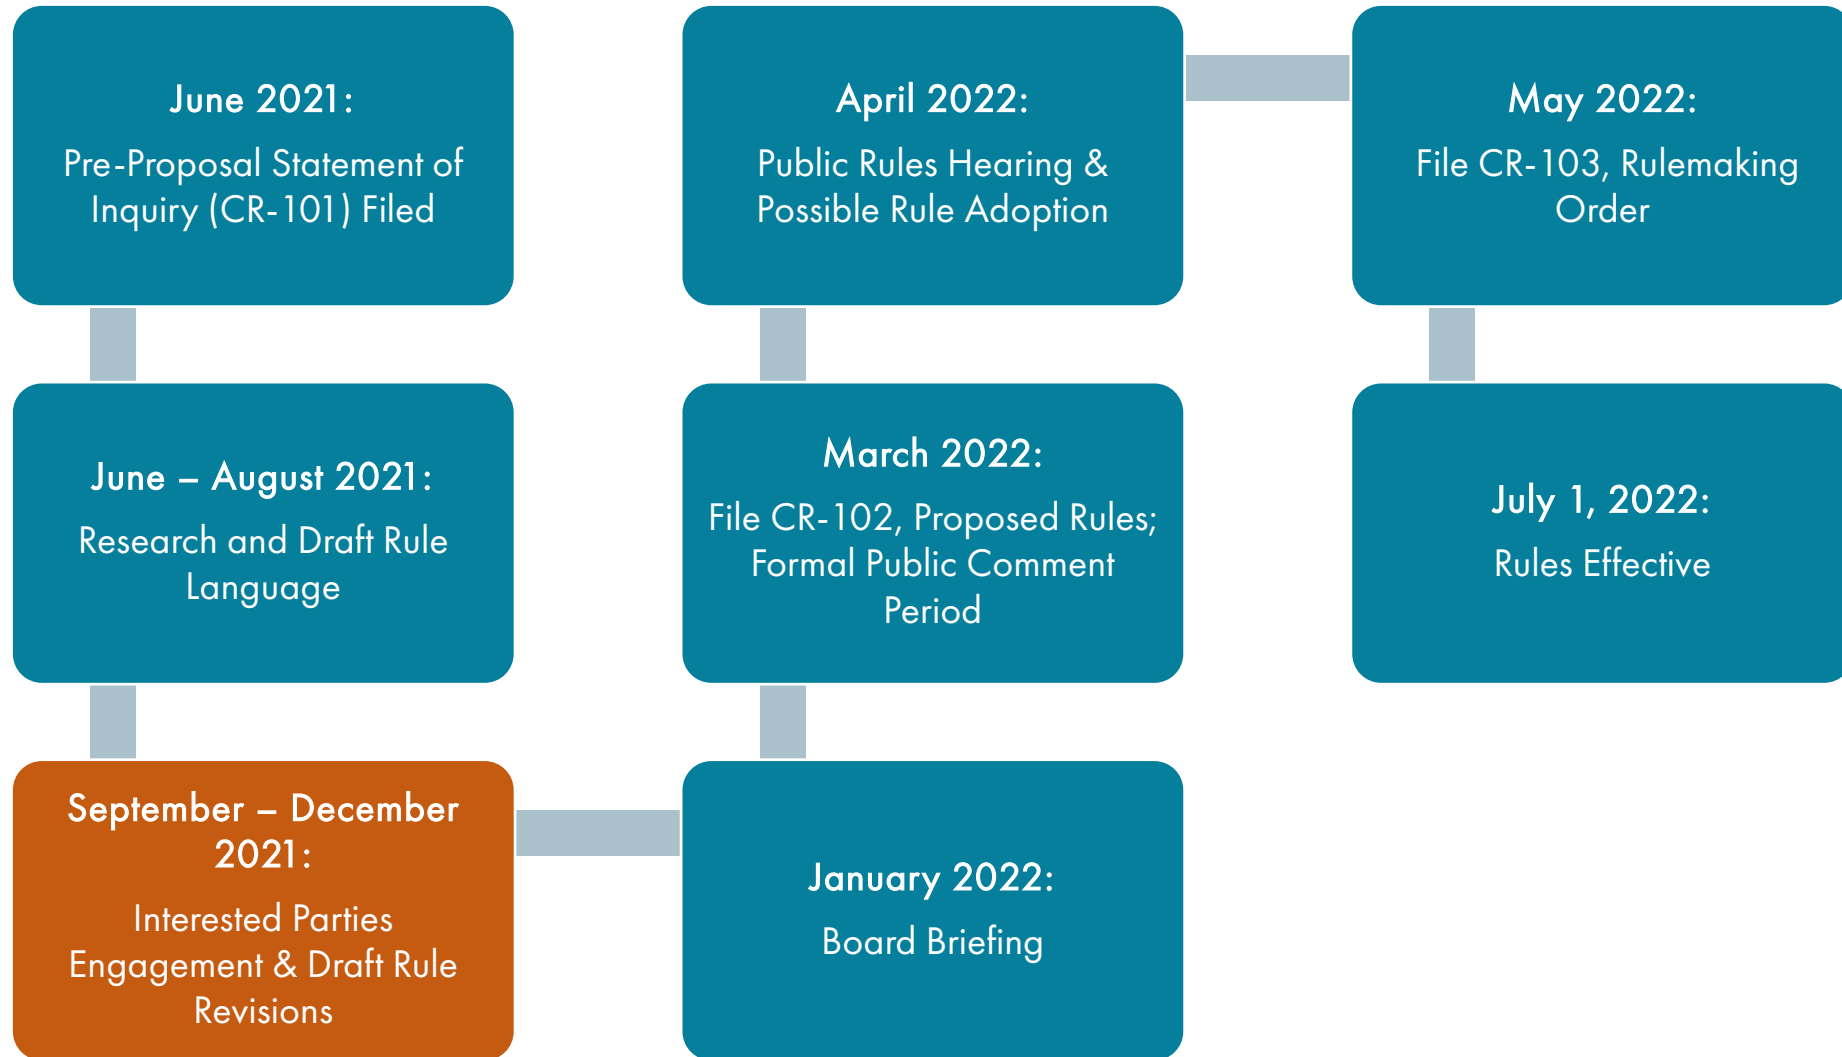 June 2021:
Pre-Proposal Statement of
Inquiry (CR-101) Filed
June – August 2021:
Research and Draft Rule
Language
September – December
2021:
Interested Parties
Engagement & Draft Rule
Revisions
January 2022:
Board Briefing
March 2022:
File CR-102, Proposed Rules;
Formal Public Comment
Period
April 2022:
Public Rules Hearing &
Possible Rule Adoption
May 2022:
File CR-103, Rulemaking
Order
July 1, 2022:
Rules Effective